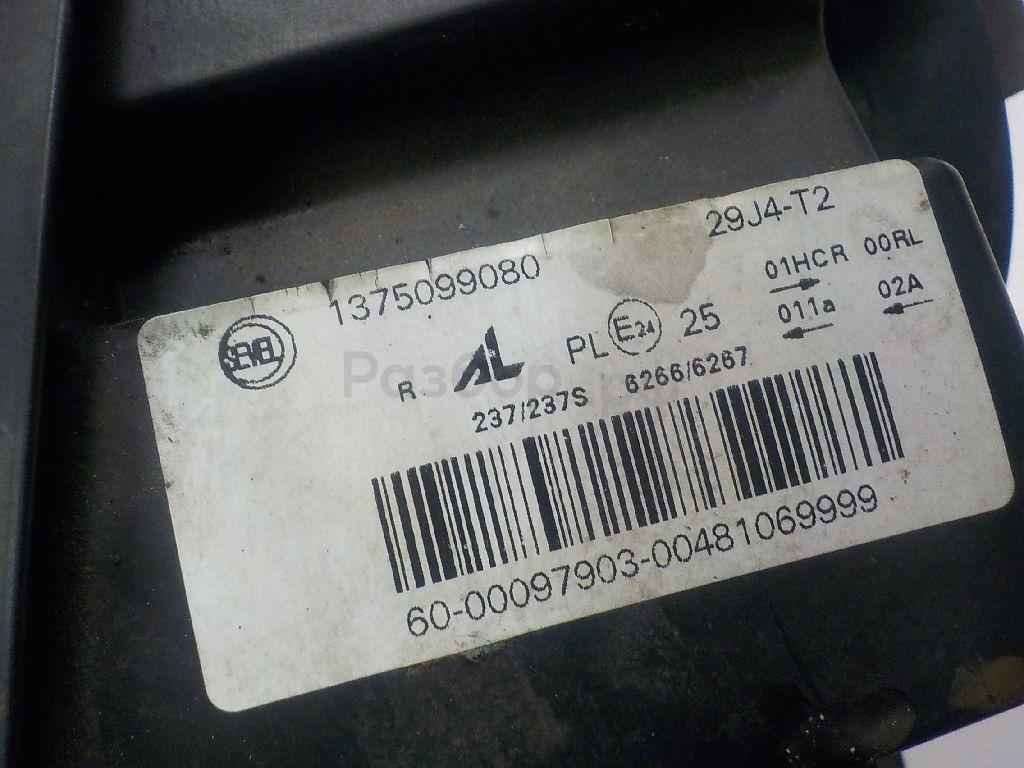 29J4-T2
1375099080
01HCR 00RL
SEVEL
R AL PL E24 25 011a 02A
237/237S 6266/6267
60-00097903-00481069999